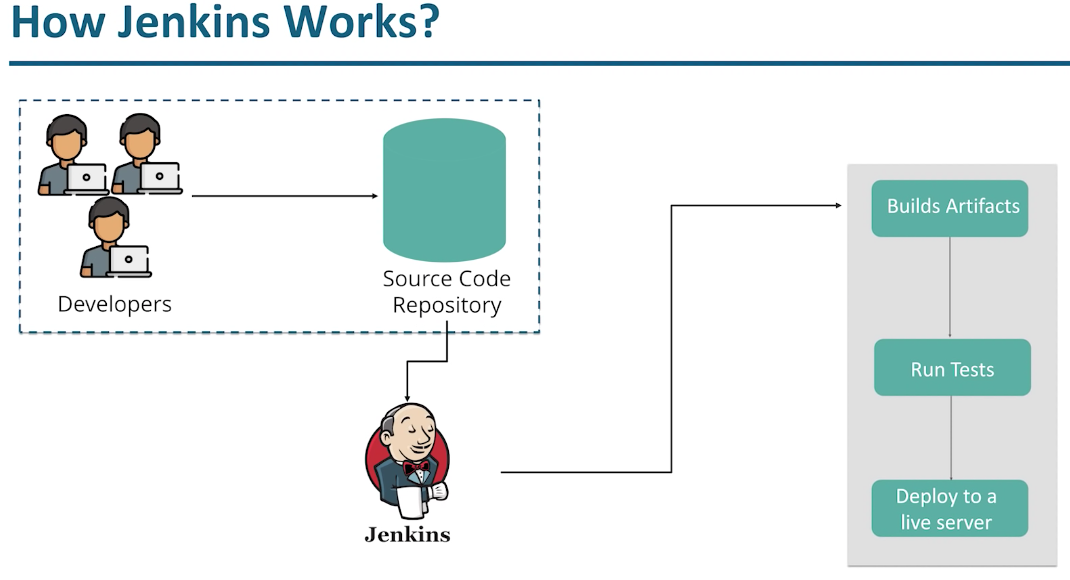 How Jenkins Works?
Developers
Source Code
Repository
Jenkins
Builds Artifacts
Run Tests
Deploy to a
live server